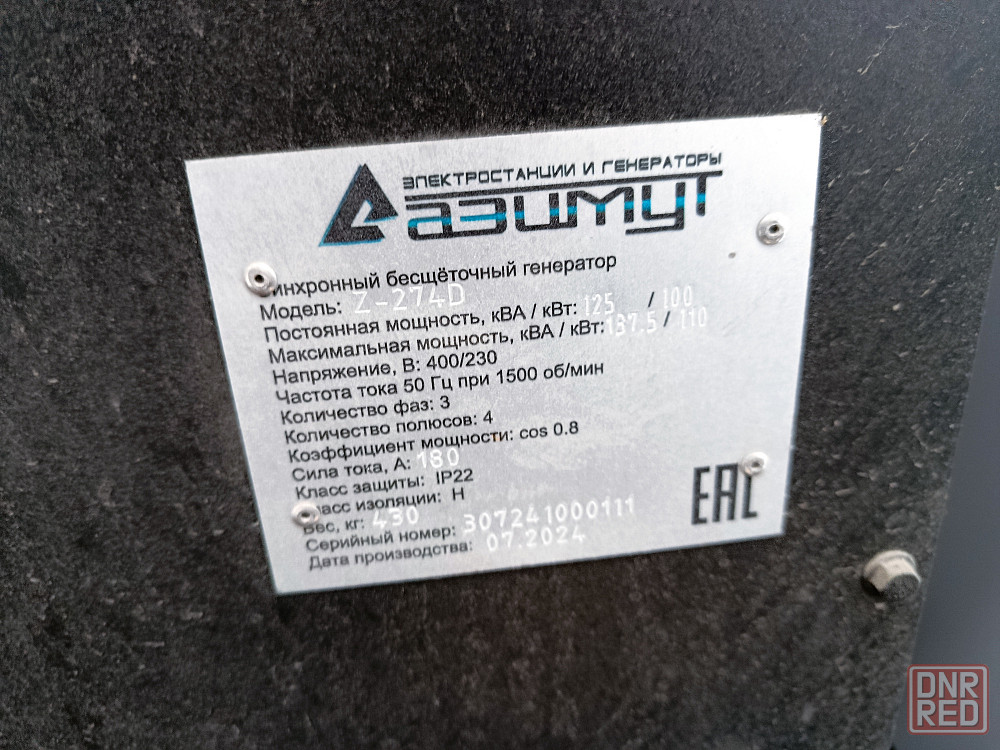 ЭЛЕКТРОСТАНЦИИ И ГЕНЕРАТОРЫ
АЗИМУТ
инхронный бесщёточный генератор
Модель: Z-274D
Постоянная мощность, кВА / кВт: 125 / 100
Максимальная мощность, кВА / кВт: 137.5 / 110
Напряжение, В: 400/230
Частота тока 50 Гц при 1500 об/мин
Количество фаз: 3
Количество полюсов: 4
Коэффициент мощности: cos 0.8
Сила тока, А: 180
Класс защиты: IP22
ласс изоляции: H
Вес, кг: 430
Серийный номер: 307241000111
Дата производства: 07.2024
EAC
DNR
RED